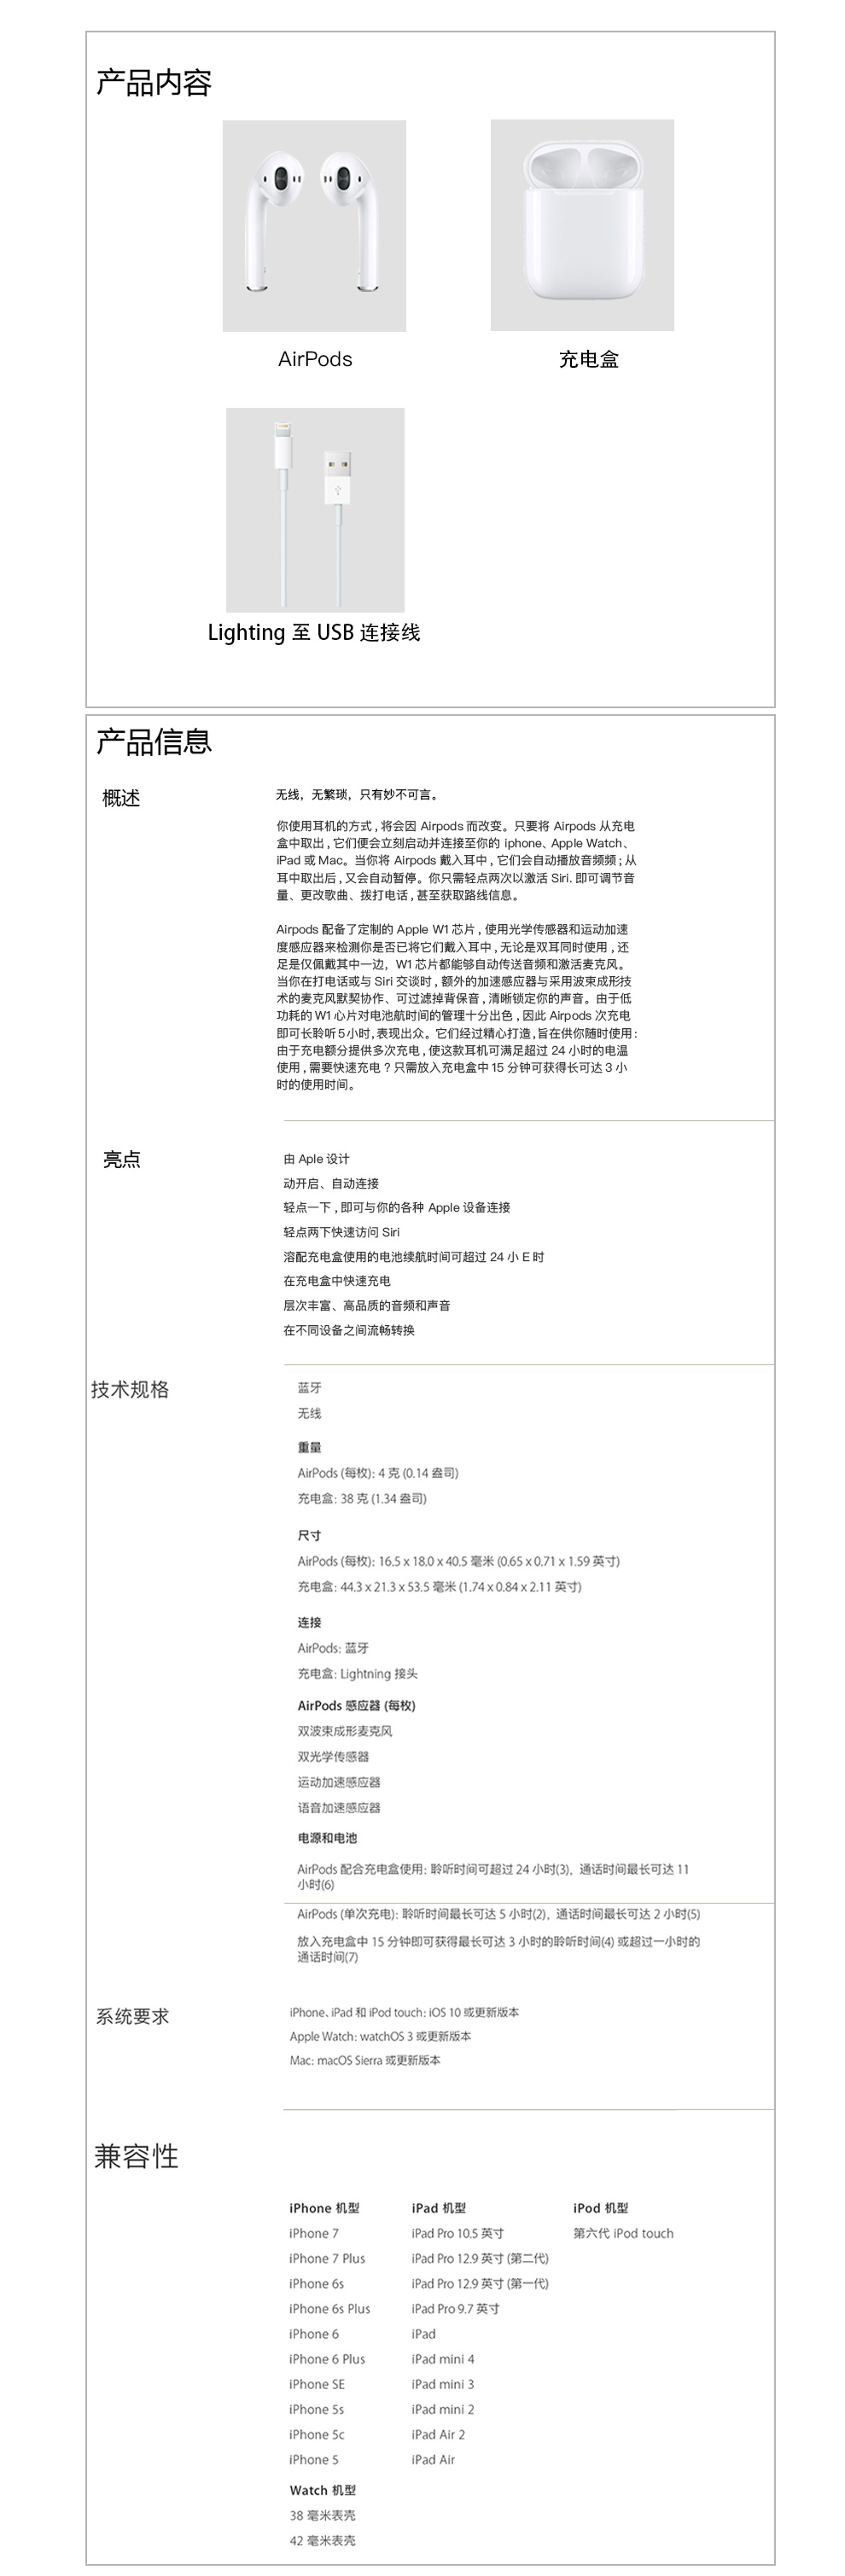 产品内容
AirPods
充电盒
Lighting 至 USB 连接线
产品信息
概述
无线，无繁琐，只有妙不可言。
你使用耳机的方式，将会因 Airpods 而改变。只要将 Airpods 从充电
盒中取出，它们便会立刻启动并连接至你的 iphone、Apple Watch、
iPad 或 Mac。当你将 Airpods 戴入耳中，它们会自动播放音频频；从
耳中取出后，又会自动暂停。你只需轻点两次以激活 Siri. 即可调节音
量、更改歌曲、拨打电话，甚至获取路线信息。
Airpods 配备了定制的 Apple W1 芯片，使用光学传感器和运动加速
度感应器来检测你是否已将它们戴入耳中，无论是双耳同时使用，还
足是仅佩戴其中一边，W1 芯片都能够自动传送音频和激活麦克风。
当你在打电话或与 Siri 交谈时，额外的加速感应器与采用波束成形技
术的麦克风默契协作、可过滤掉背保音，清晰锁定你的声音。由于低
功耗的 W1 心片对电池航时间的管理十分出色，因此 Airpods 次充电
即可长聆听5小时，表现出众。它们经过精心打造，旨在供你随时使用：
由于充电额分提供多次充电，使这款耳机可满足超过 24 小时的电温
使用，需要快速充电？只需放入充电盒中 15 分钟可获得长可达 3 小
时的使用时间。
亮点
由 Aple 设计
动开启、自动连接
轻点一下，即可与你的各种 Apple 设备连接
轻点两下快速访问 Siri
溶配充电盒使用的电池续航时间可超过 24 小 E 时
在充电盒中快速充电
层次丰富、高品质的音频和声音
在不同设备之间流畅转换
技术规格
蓝牙
无线
重量
AirPods (每枚): 4 克 (0.14 盎司)
充电盒: 38 克 (1.34 盎司)
尺寸
AirPods (每枚): 16.5 x 18.0 x 40.5 毫米 (0.65 x 0.71 x 1.59 英寸)
充电盒: 44.3 x 21.3 x 53.5 毫米 (1.74 x 0.84 x 2.11 英寸)
连接
AirPods: 蓝牙
充电盒: Lightning 接头
AirPods 感应器 (每枚)
双波束成形麦克风
双光学传感器
运动加速感应器
语音加速感应器
电源和电池
AirPods 配合充电盒使用: 聆听时间可超过 24 小时(3)，通话时间最长可达 11
小时(6)
AirPods (单次充电): 聆听时间最长可达 5 小时(2)，通话时间最长可达 2 小时(5)
放入充电盒中 15 分钟即可获得最长可达 3 小时的聆听时间(4) 或超过一小时的
通话时间(7)
系统要求
iPhone、iPad 和 iPod touch: iOS 10 或更新版本
Apple Watch: watchOS 3 或更新版本
Mac: macOS Sierra 或更新版本
兼容性
iPhone 机型
iPhone 7
iPhone 7 Plus
iPhone 6s
iPhone 6s Plus
iPhone 6
iPhone 6 Plus
iPhone SE
iPhone 5s
iPhone 5c
iPhone 5
iPad 机型
iPad Pro 10.5 英寸
iPad Pro 12.9 英寸 (第二代)
iPad Pro 12.9 英寸 (第一代)
iPad Pro 9.7 英寸
iPad
iPad mini 4
iPad mini 3
iPad mini 2
iPad Air 2
iPad Air
iPod 机型
第六代 iPod touch
Watch 机型
38 毫米表壳
42 毫米表壳